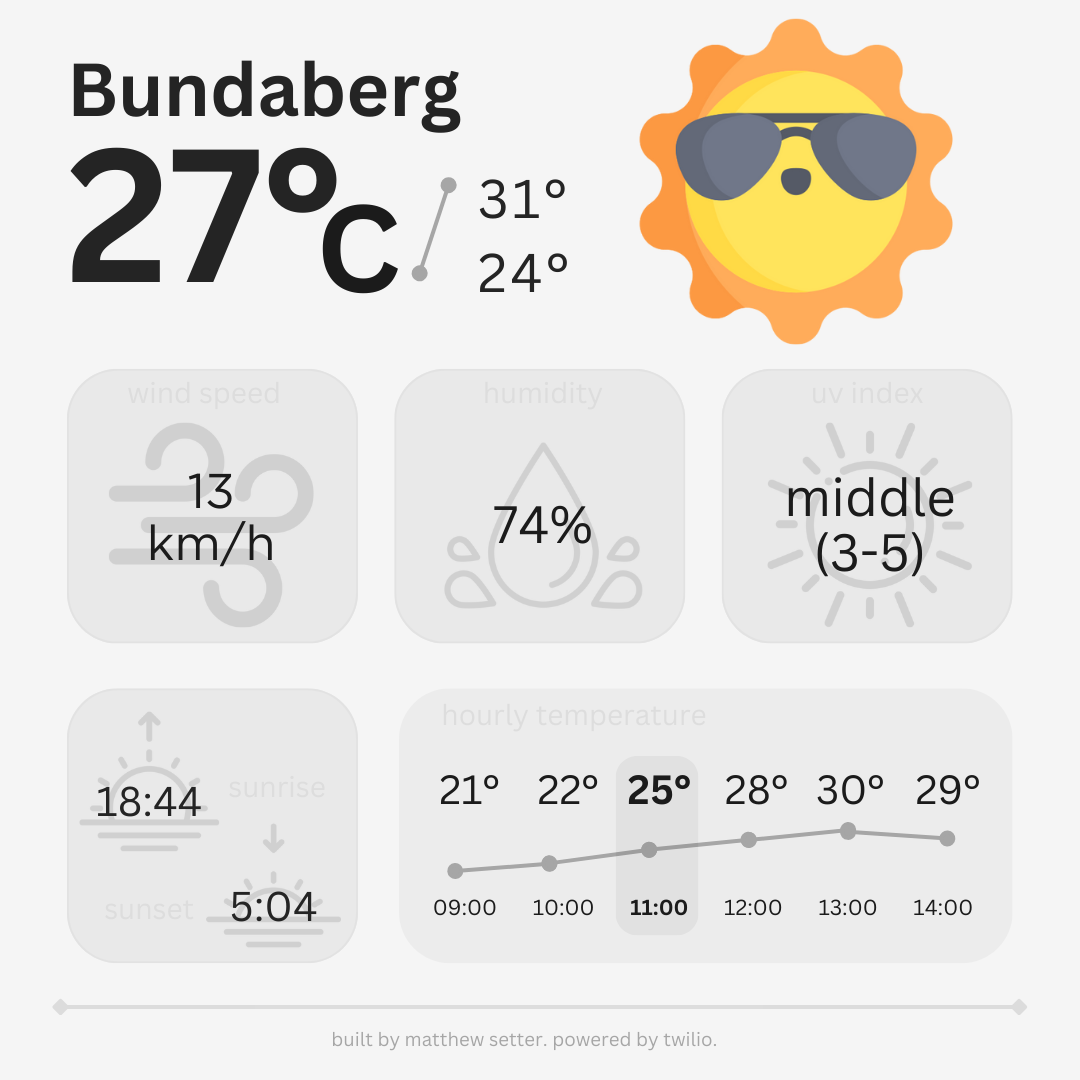 Bundaberg
27°C
31°
24°
wind speed
13
km/h
humidity
74%
uv index
middle
(3-5)
18:44
sunrise
sunset
5:04
hourly temperature
21° 22° 25° 28° 30° 29°
09:00 10:00 11:00 12:00 13:00 14:00
built by matthew setter. powered by twilio.